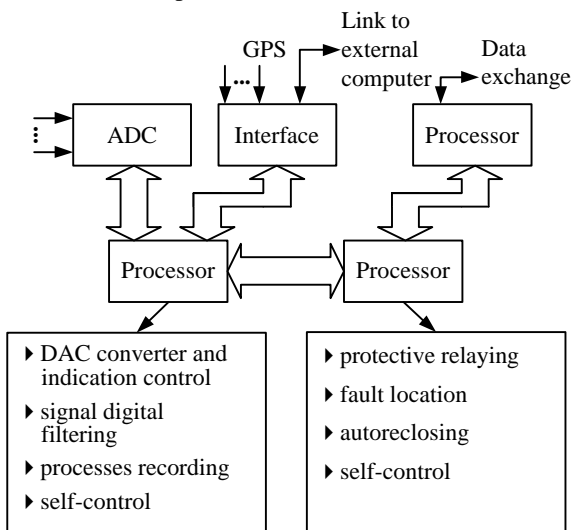 GPS
...
Link to
external
computer
Data
exchange
...
ADC
Interface
Processor
Processor
Processor
DAC converter and
indication control
signal digital
filtering
processes recording
self-control
protective relaying
fault location
autoreclosing
self-control